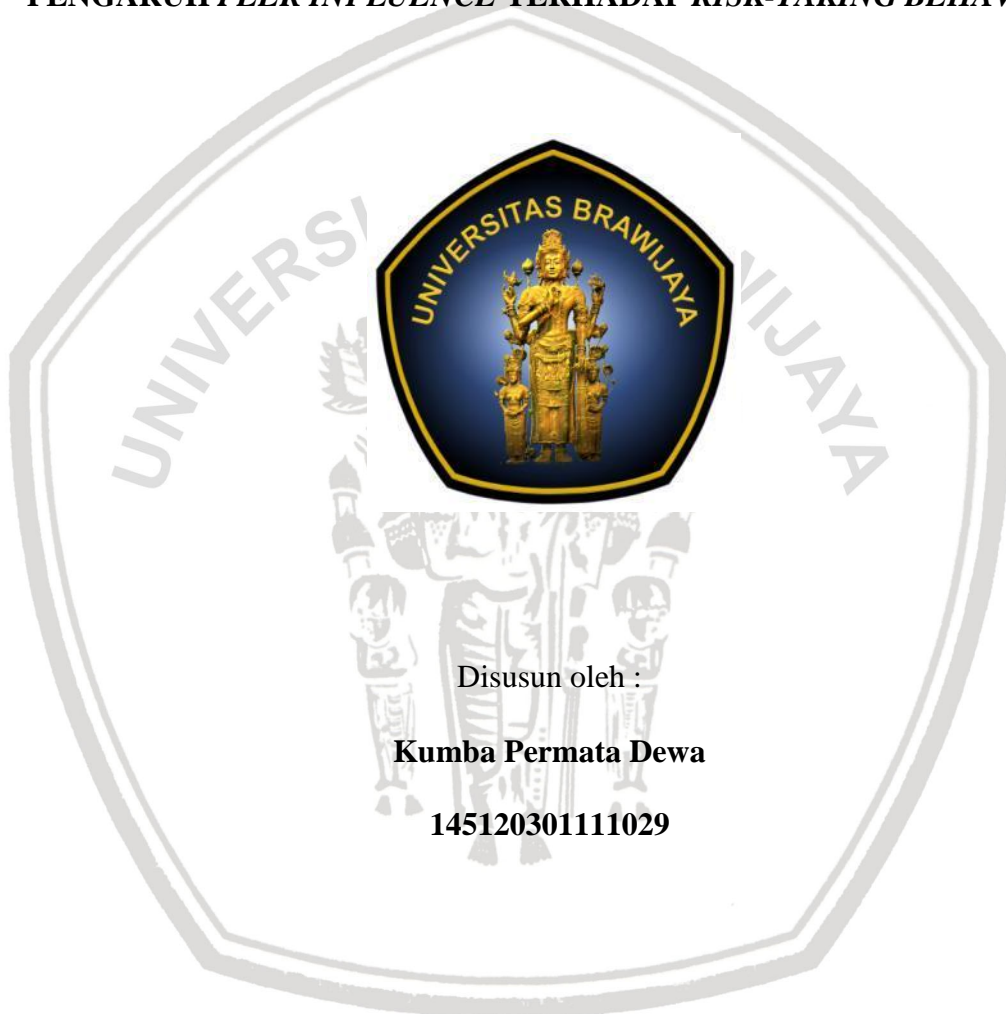 PENGARUH PEER INFLUENCE TERHADAP RISK-TAKING BEHAV
UNIVERSITAS BRAWIJAYA
Disusun oleh :
Kumba Permata Dewa
145120301111029